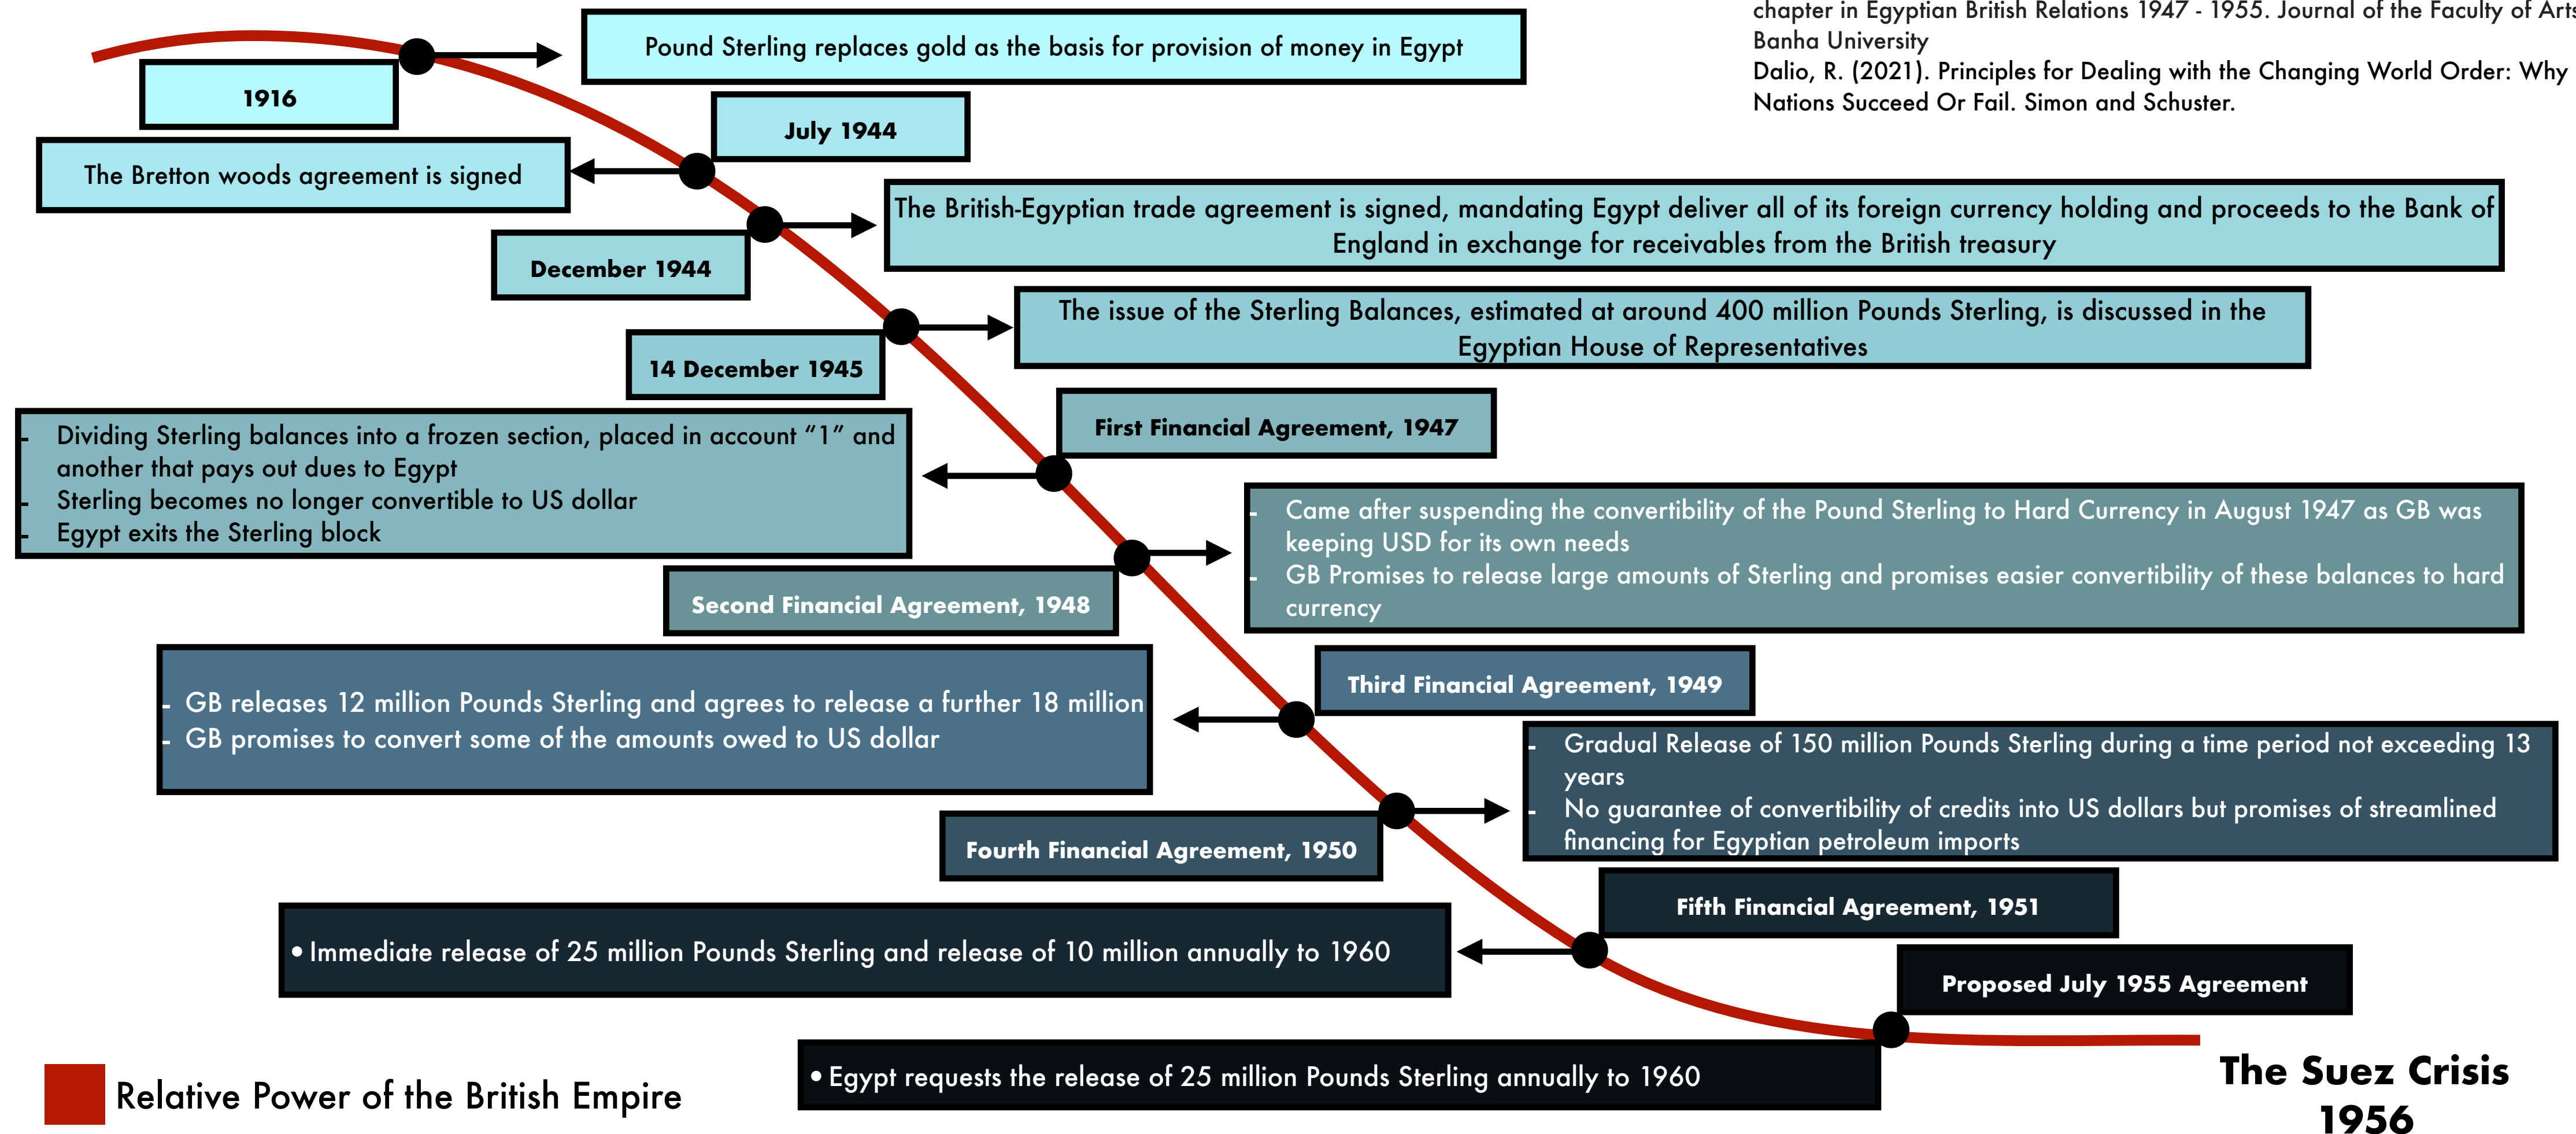 chapter in Egyptian British Relations 1947 - 1955. Journal of the Faculty of Arts
Banha University
Dalio, R. (2021). Principles for Dealing with the Changing World Order: Why
Nations Succeed Or Fail. Simon and Schuster.
1916
Pound Sterling replaces gold as the basis for provision of money in Egypt
July 1944
The Bretton woods agreement is signed
December 1944
The British-Egyptian trade agreement is signed, mandating Egypt deliver all of its foreign currency holding and proceeds to the Bank of
England in exchange for receivables from the British treasury
14 December 1945
The issue of the Sterling Balances, estimated at around 400 million Pounds Sterling, is discussed in the
Egyptian House of Representatives
First Financial Agreement, 1947
- Dividing Sterling balances into a frozen section, placed in account “1” and
another that pays out dues to Egypt
- Sterling becomes no longer convertible to US dollar
- Egypt exits the Sterling block
Second Financial Agreement, 1948
- Came after suspending the convertibility of the Pound Sterling to Hard Currency in August 1947 as GB was
keeping USD for its own needs
- GB Promises to release large amounts of Sterling and promises easier convertibility of these balances to hard
currency
Third Financial Agreement, 1949
- GB releases 12 million Pounds Sterling and agrees to release a further 18 million
- GB promises to convert some of the amounts owed to US dollar
Fourth Financial Agreement, 1950
- Gradual Release of 150 million Pounds Sterling during a time period not exceeding 13
years
- No guarantee of convertibility of credits into US dollars but promises of streamlined
financing for Egyptian petroleum imports
Fifth Financial Agreement, 1951
• Immediate release of 25 million Pounds Sterling and release of 10 million annually to 1960
Proposed July 1955 Agreement
• Egypt requests the release of 25 million Pounds Sterling annually to 1960
Relative Power of the British Empire
The Suez Crisis
1956